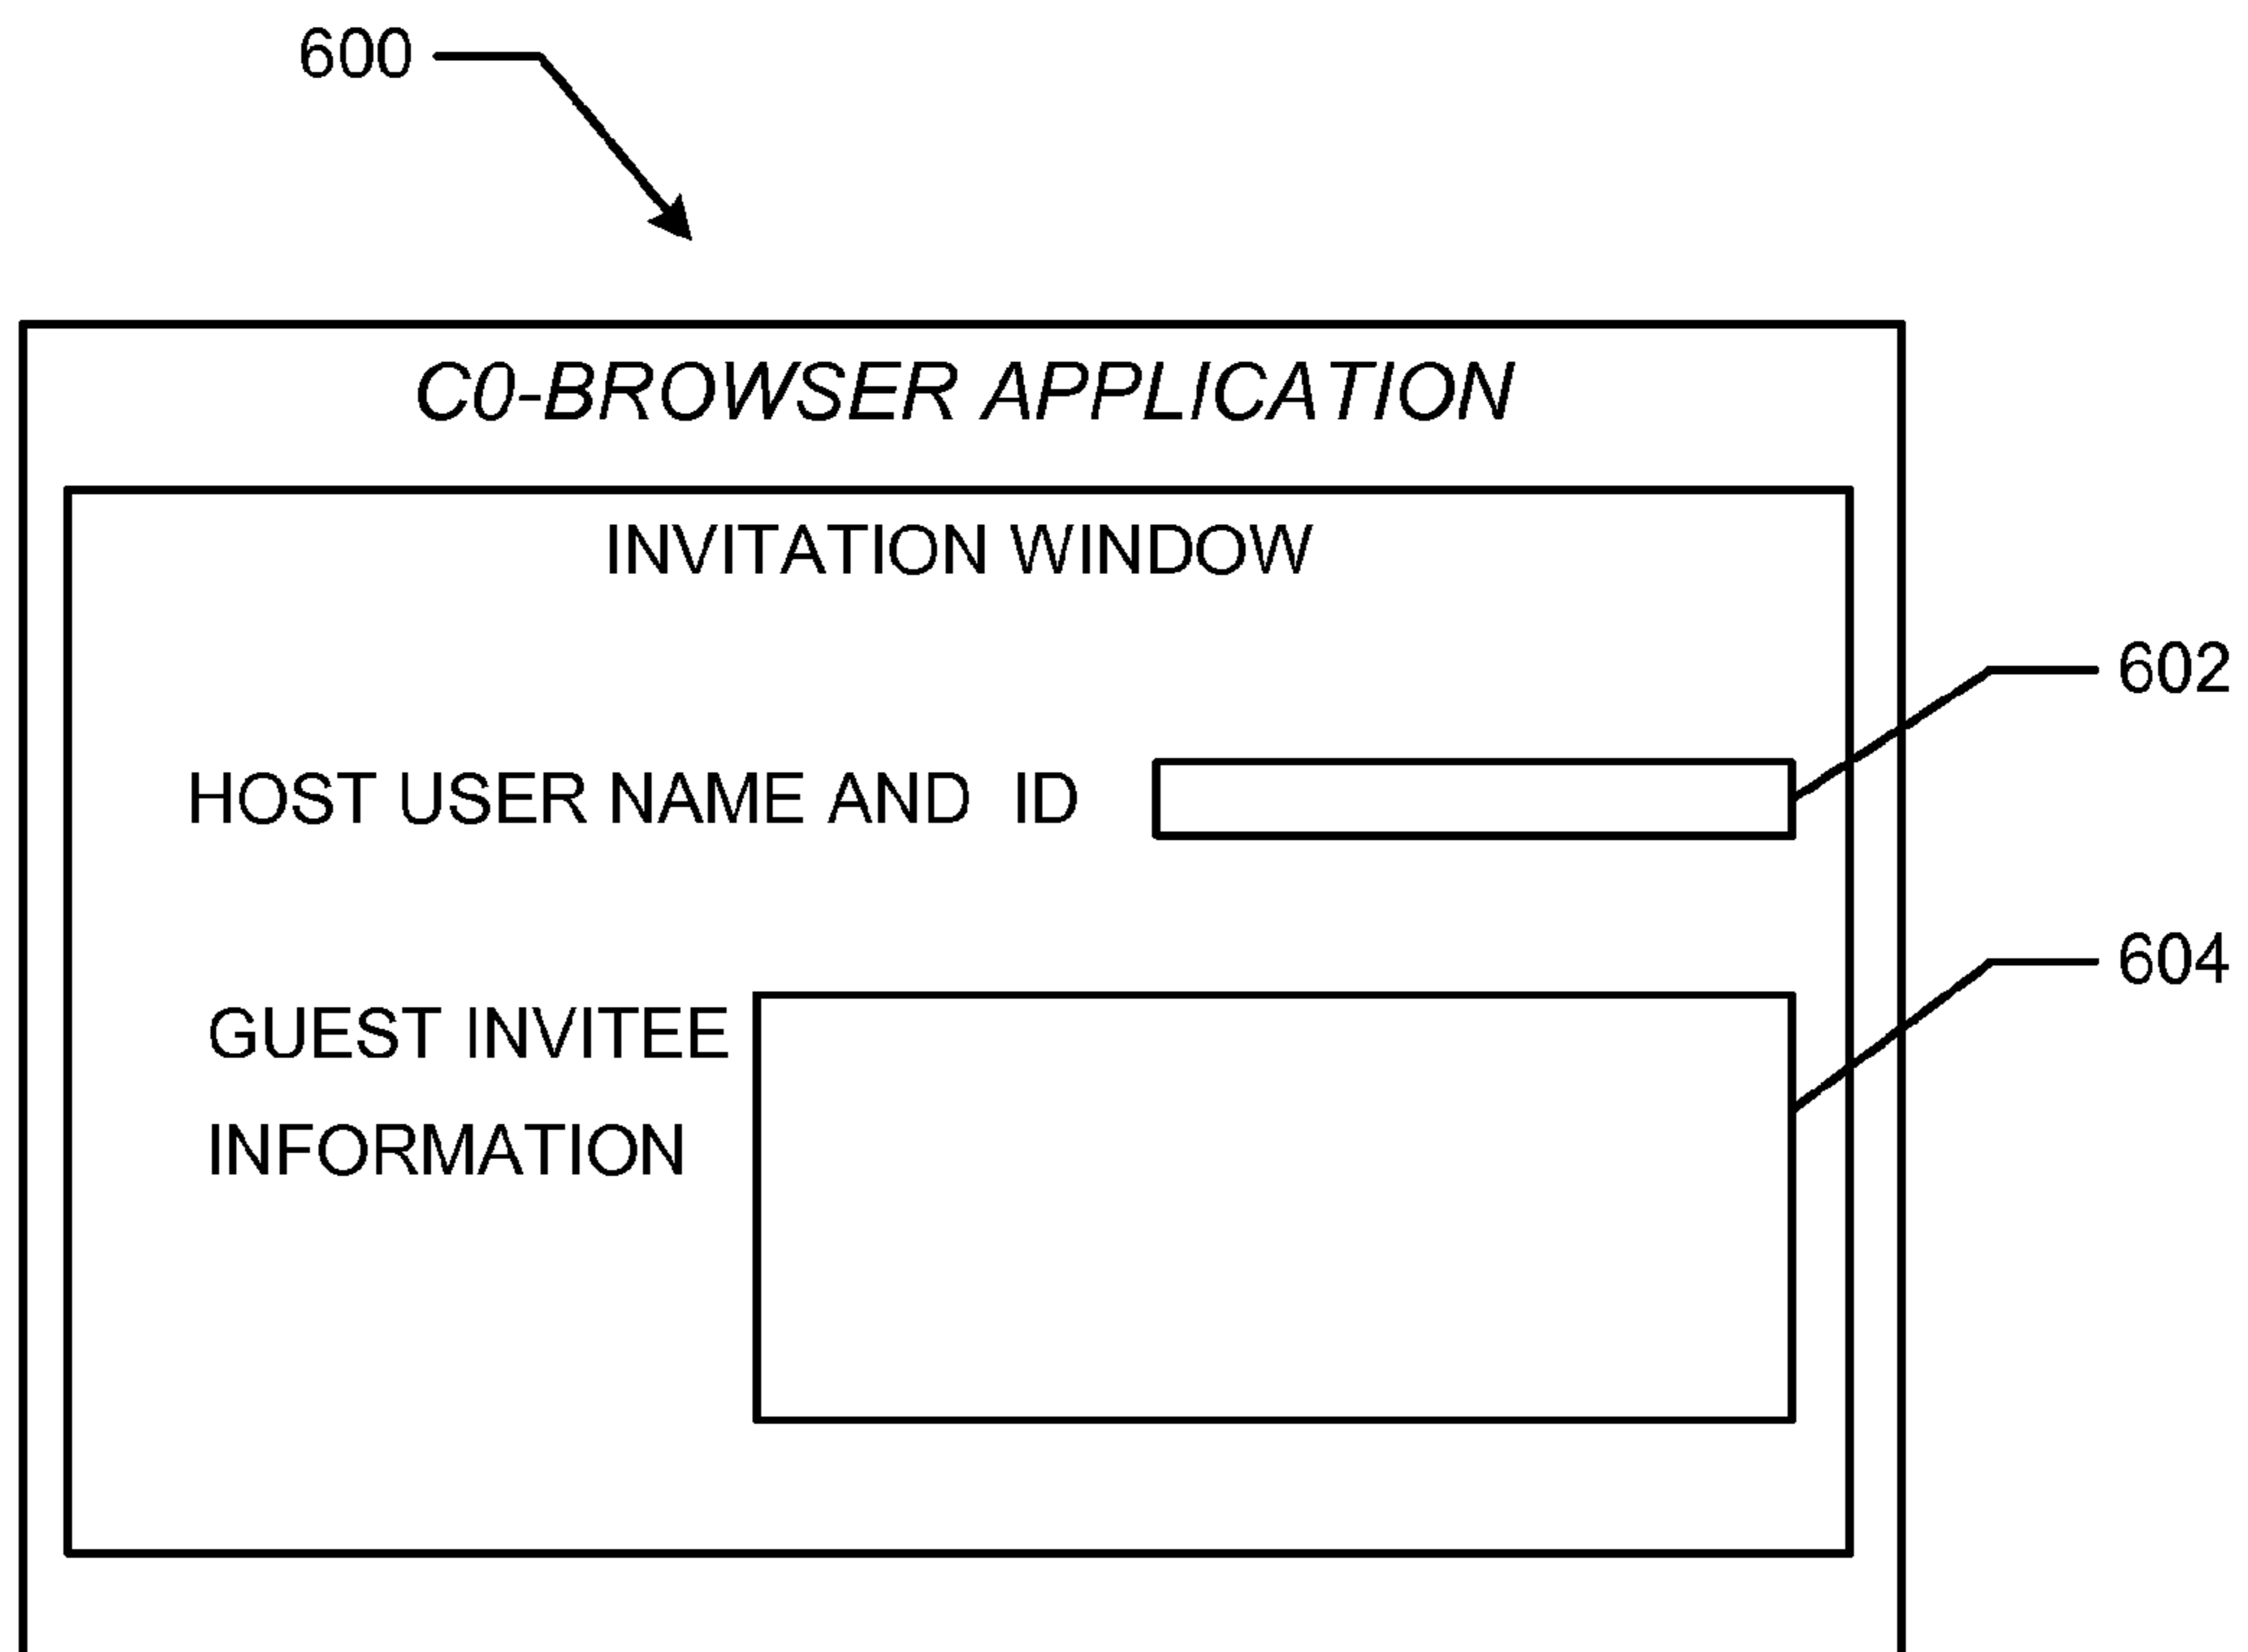 600
C0-BROWSER APPLICATION
INVITATION WINDOW
602
HOST USER NAME AND ID
604
GUEST INVITEE
INFORMATION